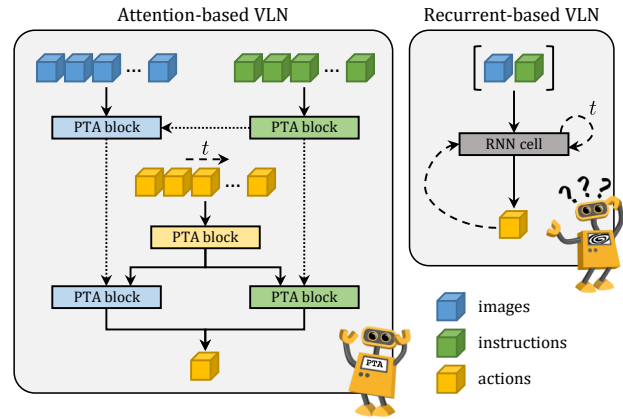 Attention-based VLN
Recurrent-based VLN
... ...
PTA block PTA block
t
...
PTA block
PTA block PTA block
PTA
[ ]
t
RNN cell
? ? ?
images
instructions
actions